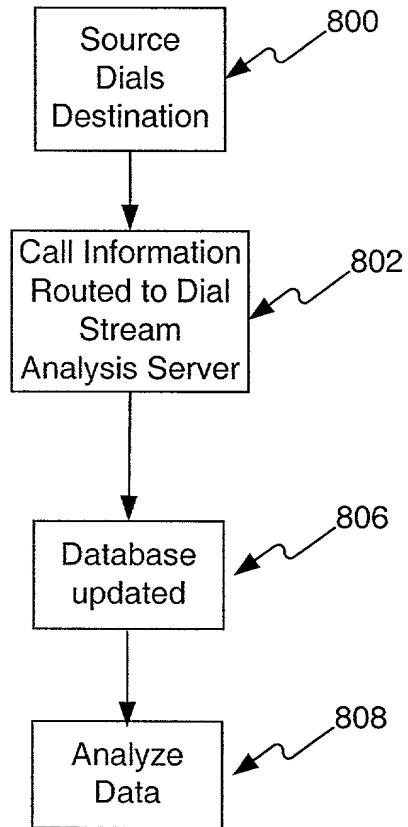 Source
Dials
Destination
800
Call Information
Routed to Dial
Stream
Analysis Server
802
Database
updated
806
Analyze
Data
808